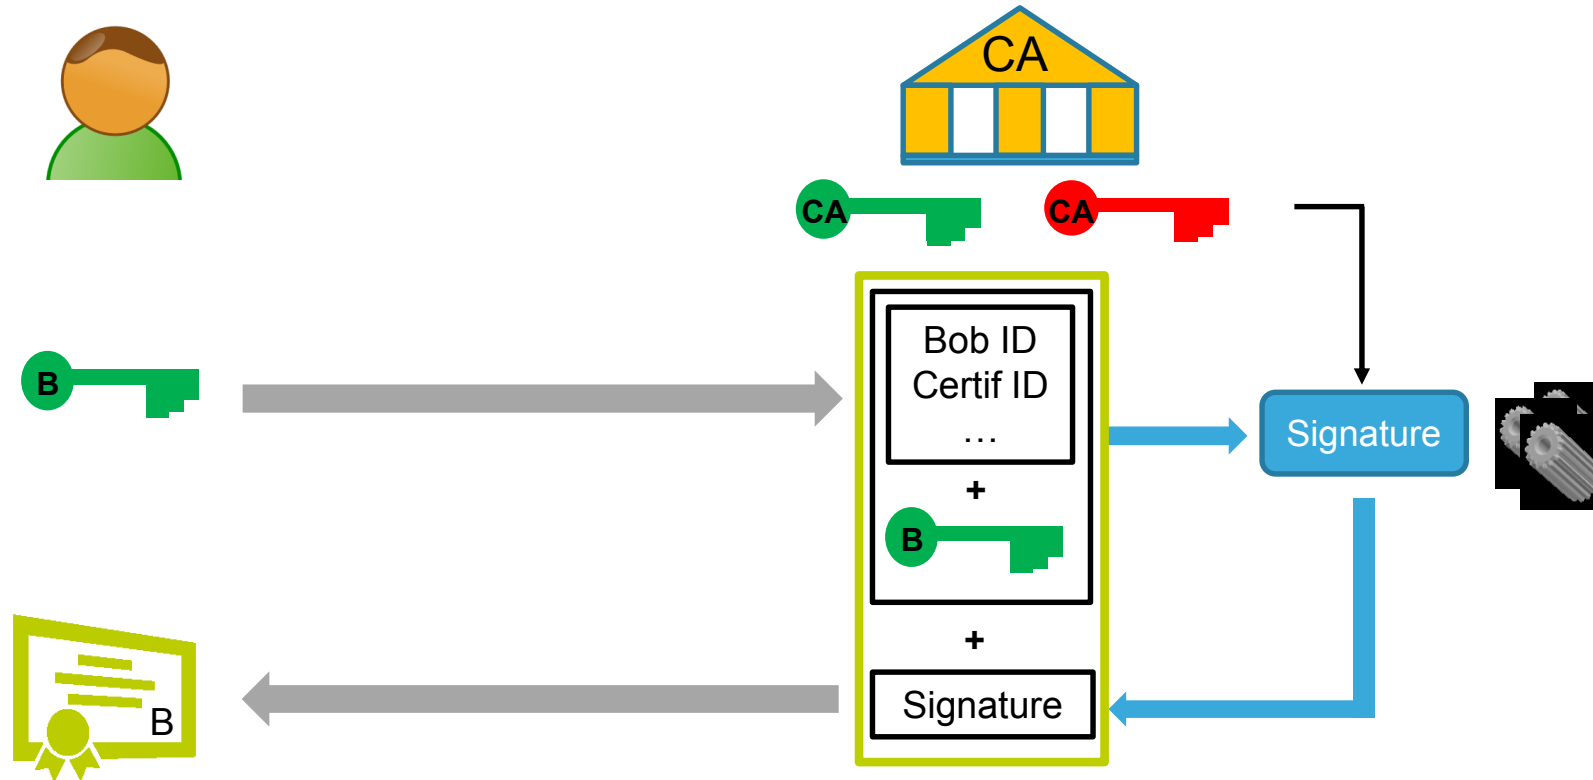 CA
CA
CA
Bob ID
Certif ID
...
B
Signature
+
B
+
Signature
B